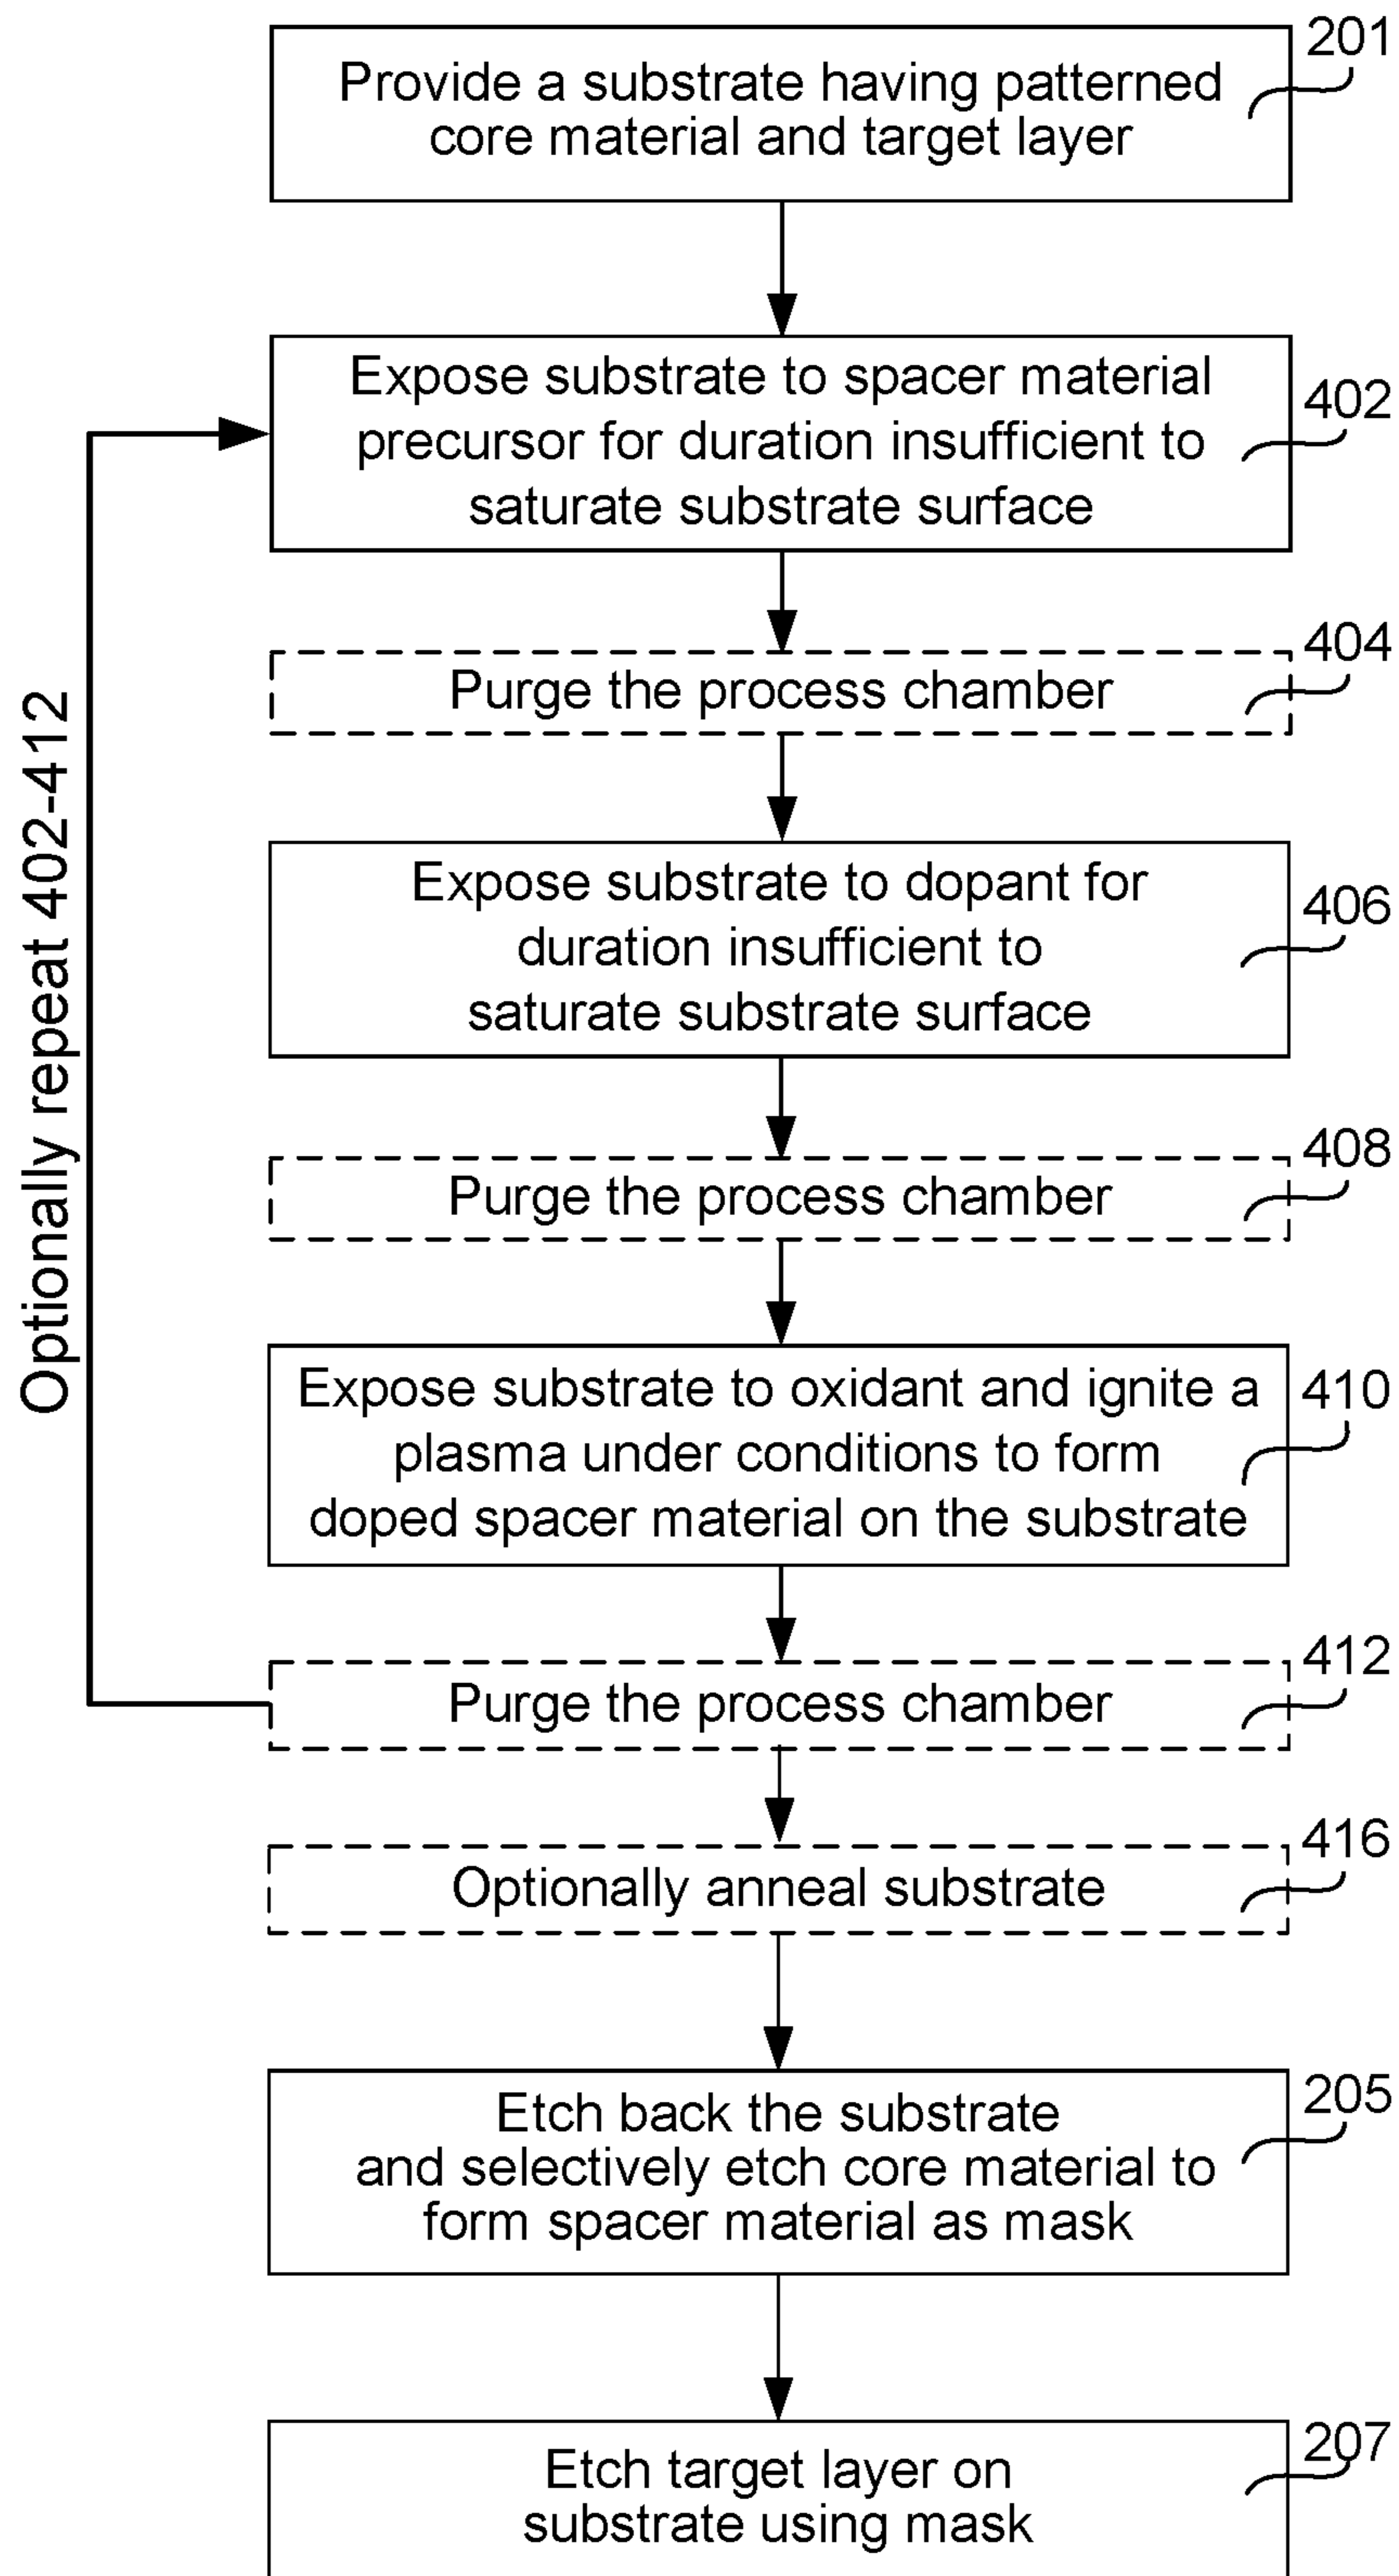 201
Provide a substrate having patterned
core material and target layer
Expose substrate to spacer material
precursor for duration insufficient to
saturate substrate surface
402
404
Purge the process chamber
Expose substrate to dopant for
duration insufficient to
saturate substrate surface
406
408
Purge the process chamber
Expose substrate to oxidant and ignite a
plasma under conditions to form
doped spacer material on the substrate
410
412
Purge the process chamber
Optionally repeat 402-412
416
Optionally anneal substrate
205
Etch back the substrate
and selectively etch core material to
form spacer material as mask
207
Etch target layer on
substrate using mask